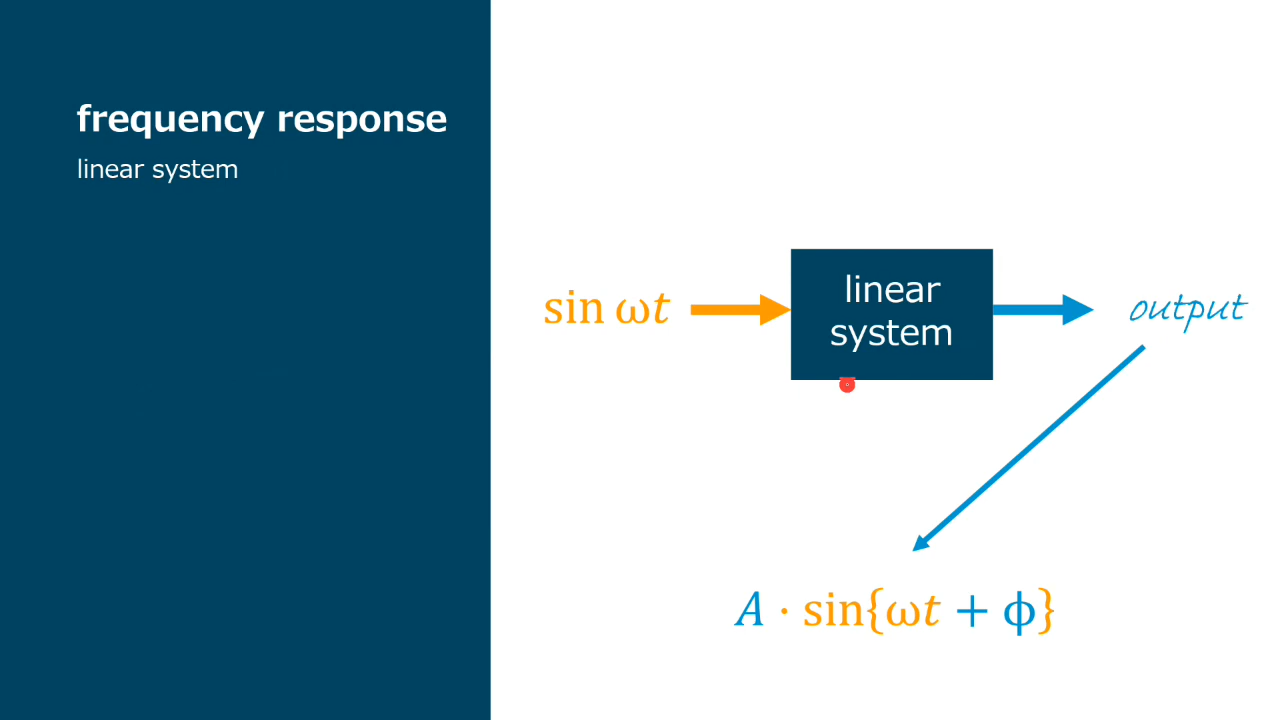 frequency response
linear system
sin ωt
linear
system
output
A · sin{ωt + ϕ}